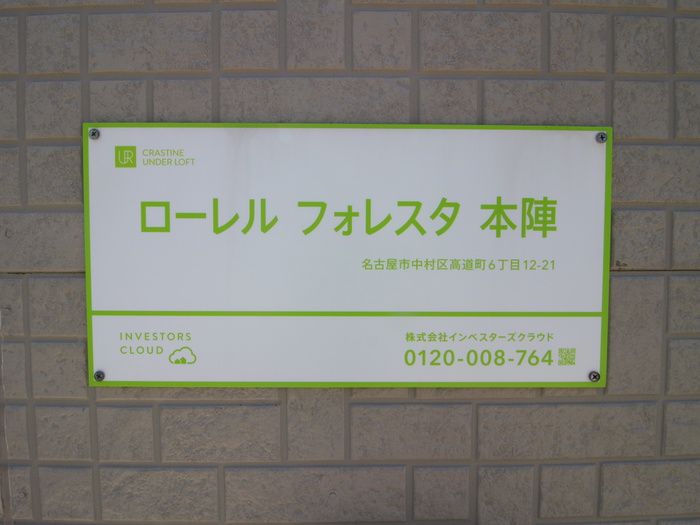 UR
CRASTINE
UNDER LOFT
ローレル フォレスタ 本陣
名古屋市中村区高道町6丁目12-21
INVESTORS
CLOUD
株式会社インベスターズクラウド
0120-008-764